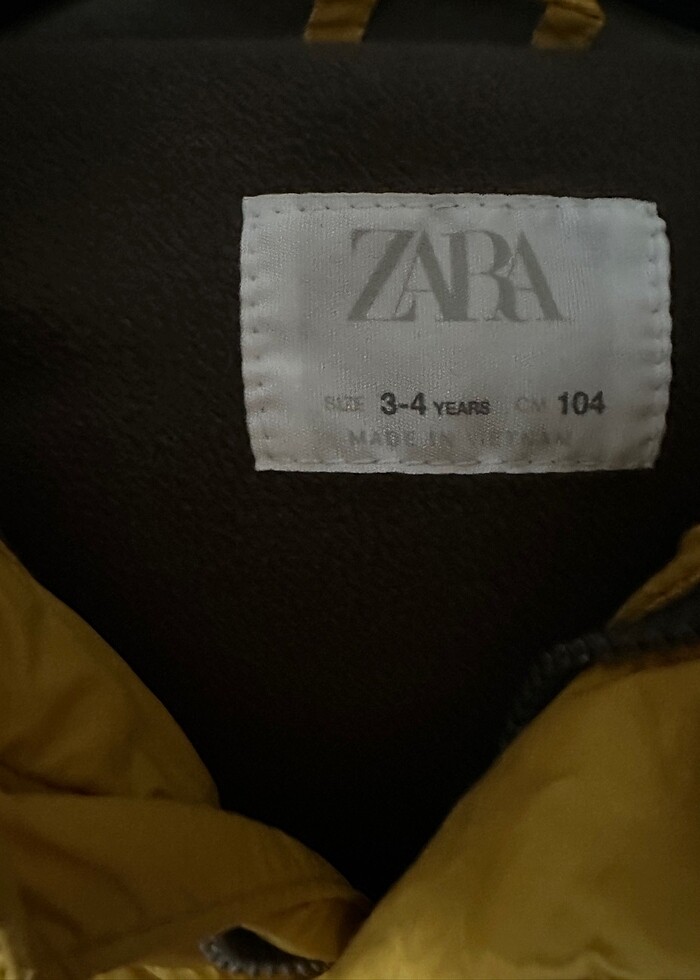 ZARA
SIZE 3-4 YEARS CM 104
MADE IN VIETNAM